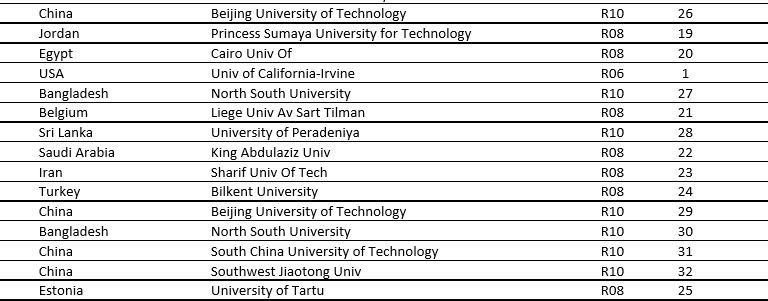 China Beijing University of Technology R10 26
Jordan Princess Sumaya University for Technology R08 19
Egypt Cairo Univ Of R08 20
USA Univ of California-Irvine R06 1
Bangladesh North South University R10 27
Belgium Liege Univ Av Sart Tilman R08 21
Sri Lanka University of Peradeniya R10 28
Saudi Arabia King Abdulaziz Univ R08 22
Iran Sharif Univ Of Tech R08 23
Turkey Bilkent University R08 24
China Beijing University of Technology R10 29
Bangladesh North South University R10 30
China South China University of Technology R10 31
China Southwest Jiaotong Univ R10 32
Estonia University of Tartu R08 25